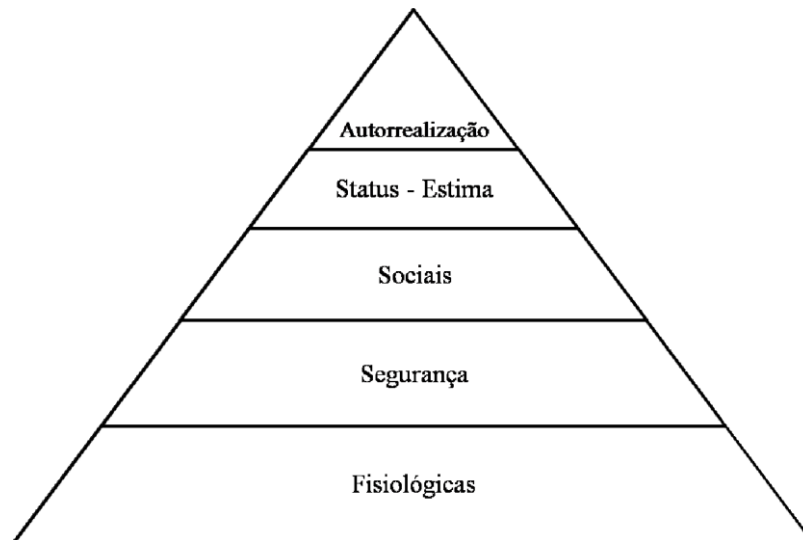 Autorrealização
Status - Estima
Sociais
Segurança
Fisiológicas